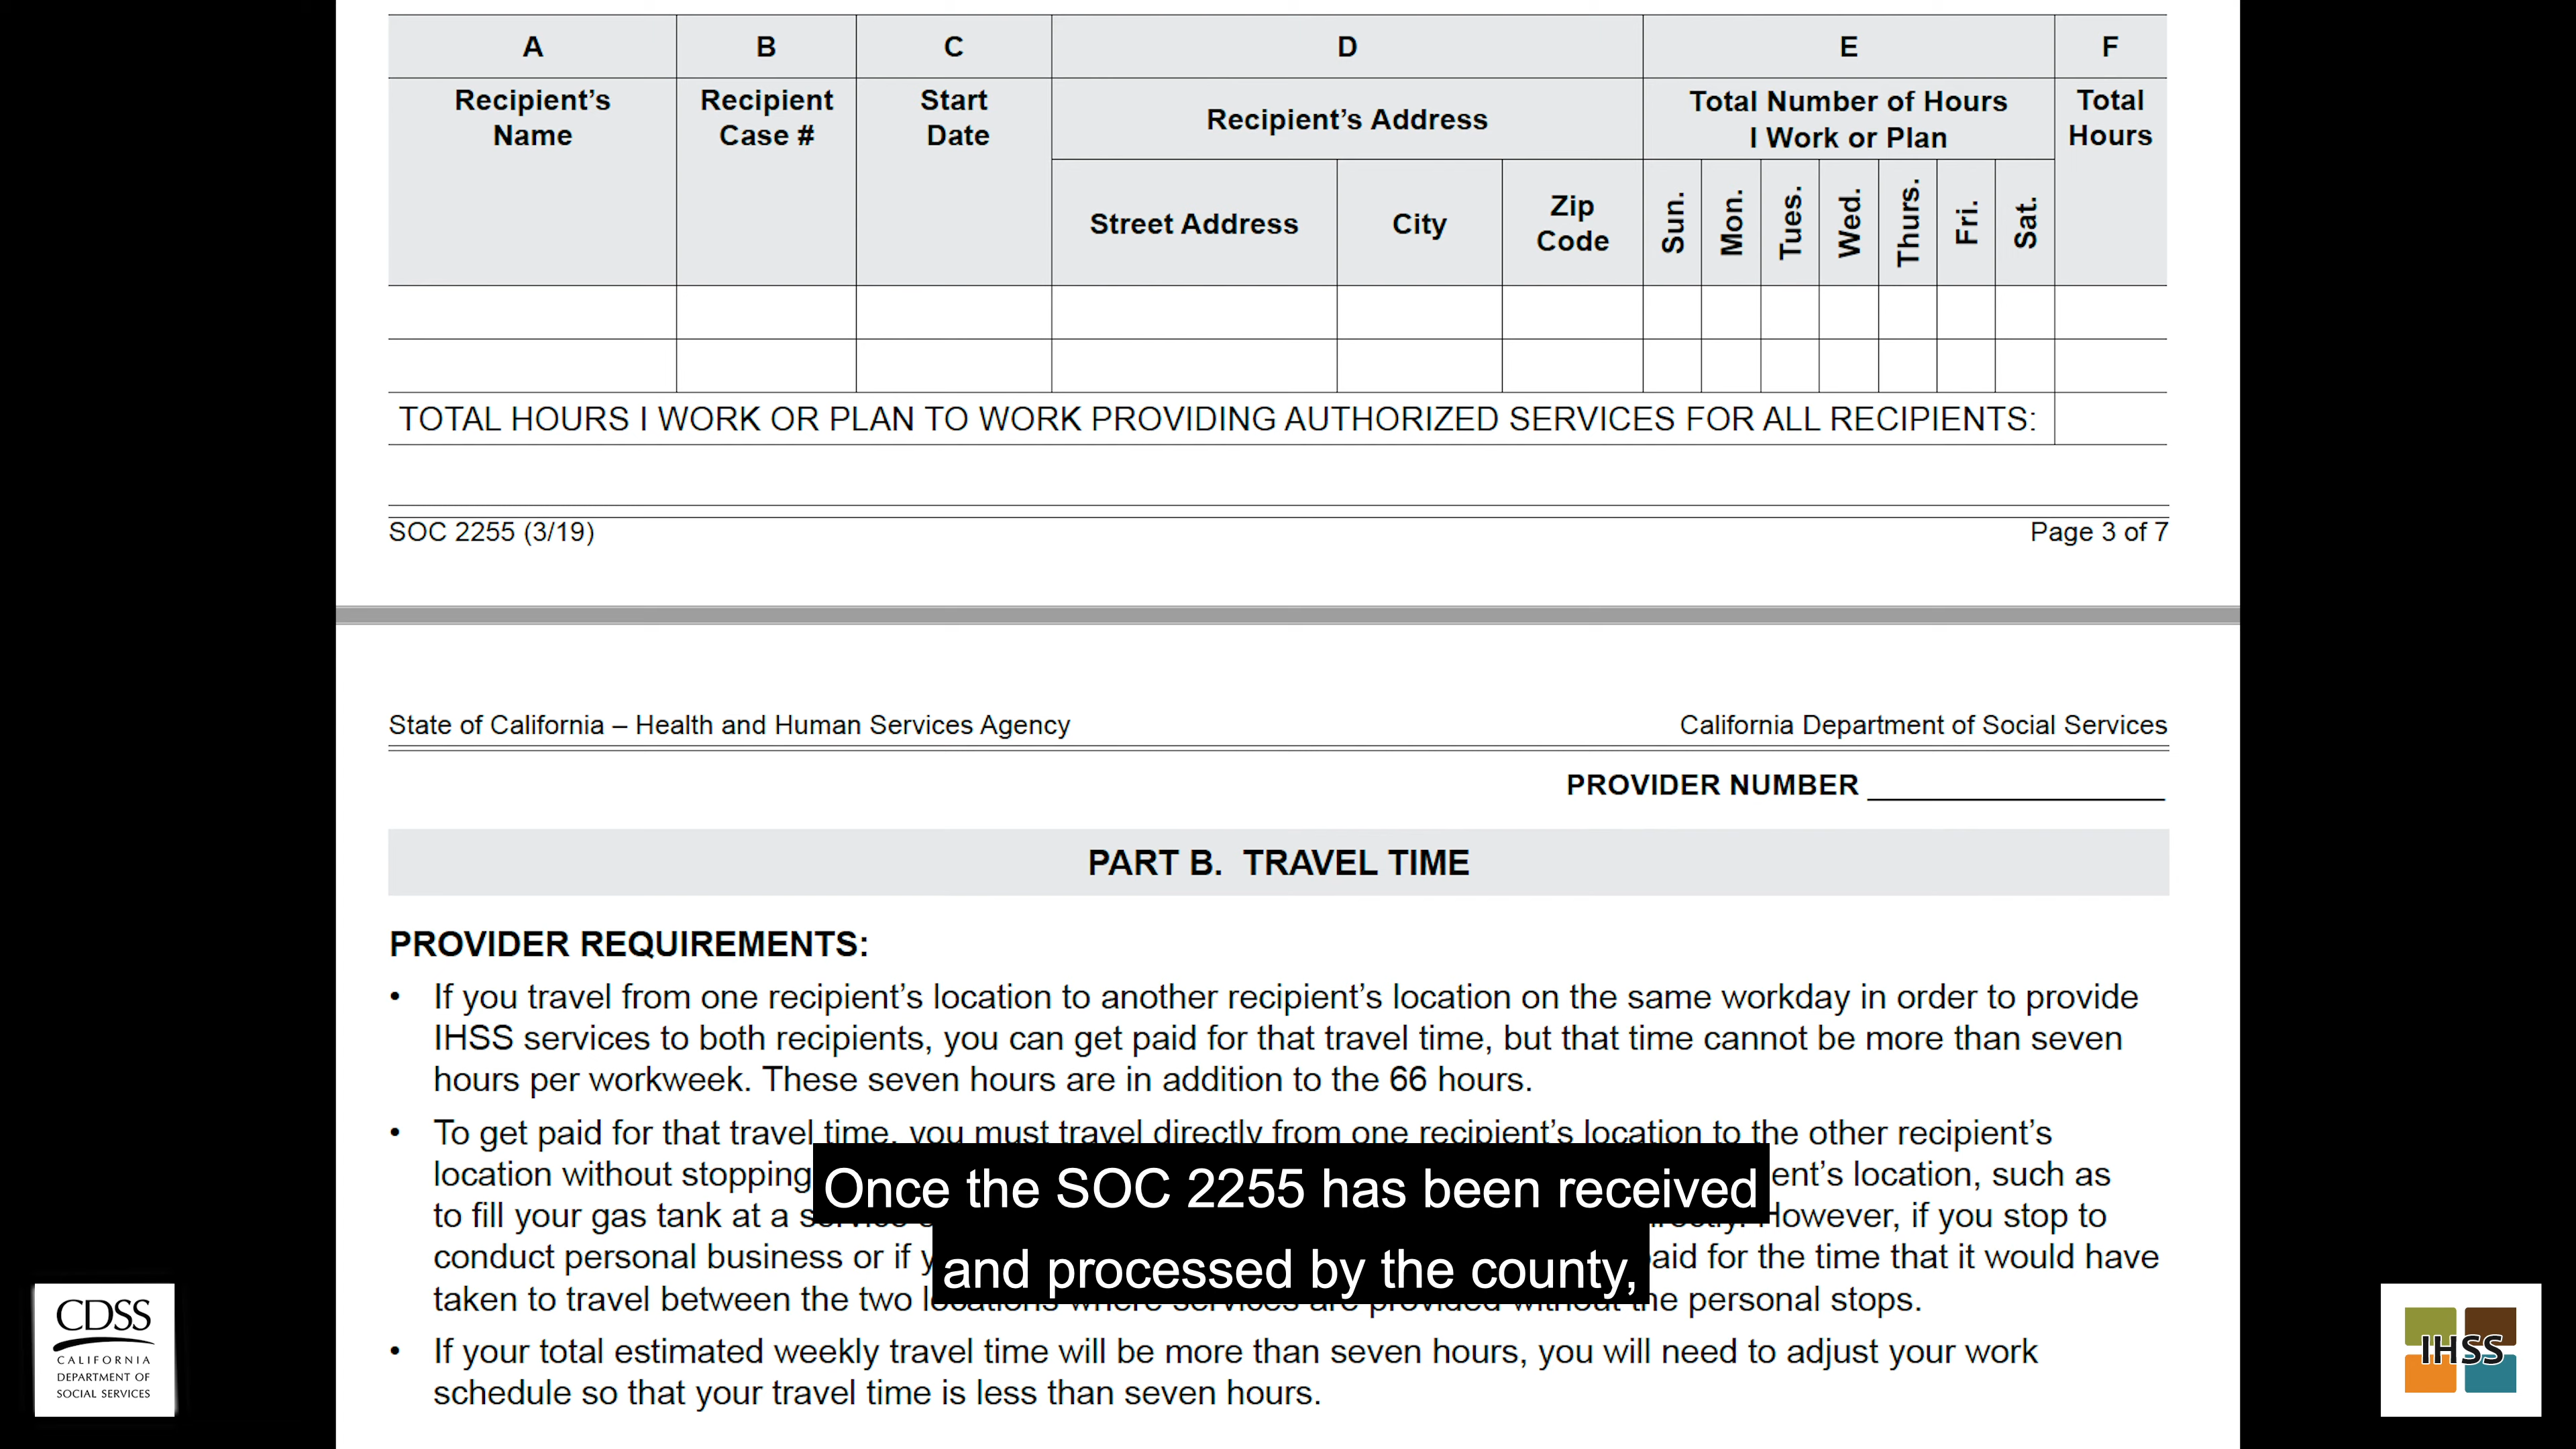 A B C D E F
Recipient's Name
Recipient Case #
Start Date
Recipient's Address
Total Number of Hours I Work or Plan
Total Hours
Street Address
City
Zip Code
Sun.
Mon.
Tues.
Wed.
Thurs.
Fri.
Sat.
TOTAL HOURS I WORK OR PLAN TO WORK PROVIDING AUTHORIZED SERVICES FOR ALL RECIPIENTS:
SOC 2255 (3/19) Page 3 of 7
State of California – Health and Human Services Agency California Department of Social Services
PROVIDER NUMBER
PART B. TRAVEL TIME
PROVIDER REQUIREMENTS:
• If you travel from one recipient's location to another recipient's location on the same workday in order to provide
IHSS services to both recipients, you can get paid for that travel time, but that time cannot be more than seven
hours per workweek. These seven hours are in addition to the 66 hours.
• To get paid for that travel time, you must travel directly from one recipient's location to the other recipient's
location without stopping ent's location, such as
to fill your gas tank at a However, if you stop to
conduct personal business or if aid for the time that it would have
taken to travel between the two locations where services are provided without the personal stops.
• If your total estimated weekly travel time will be more than seven hours, you will need to adjust your work
schedule so that your travel time is less than seven hours.
Once the SOC 2255 has been received
and processed by the county,
CDSS
CALIFORNIA
DEPARTMENT OF
SOCIAL SERVICES
IHSS